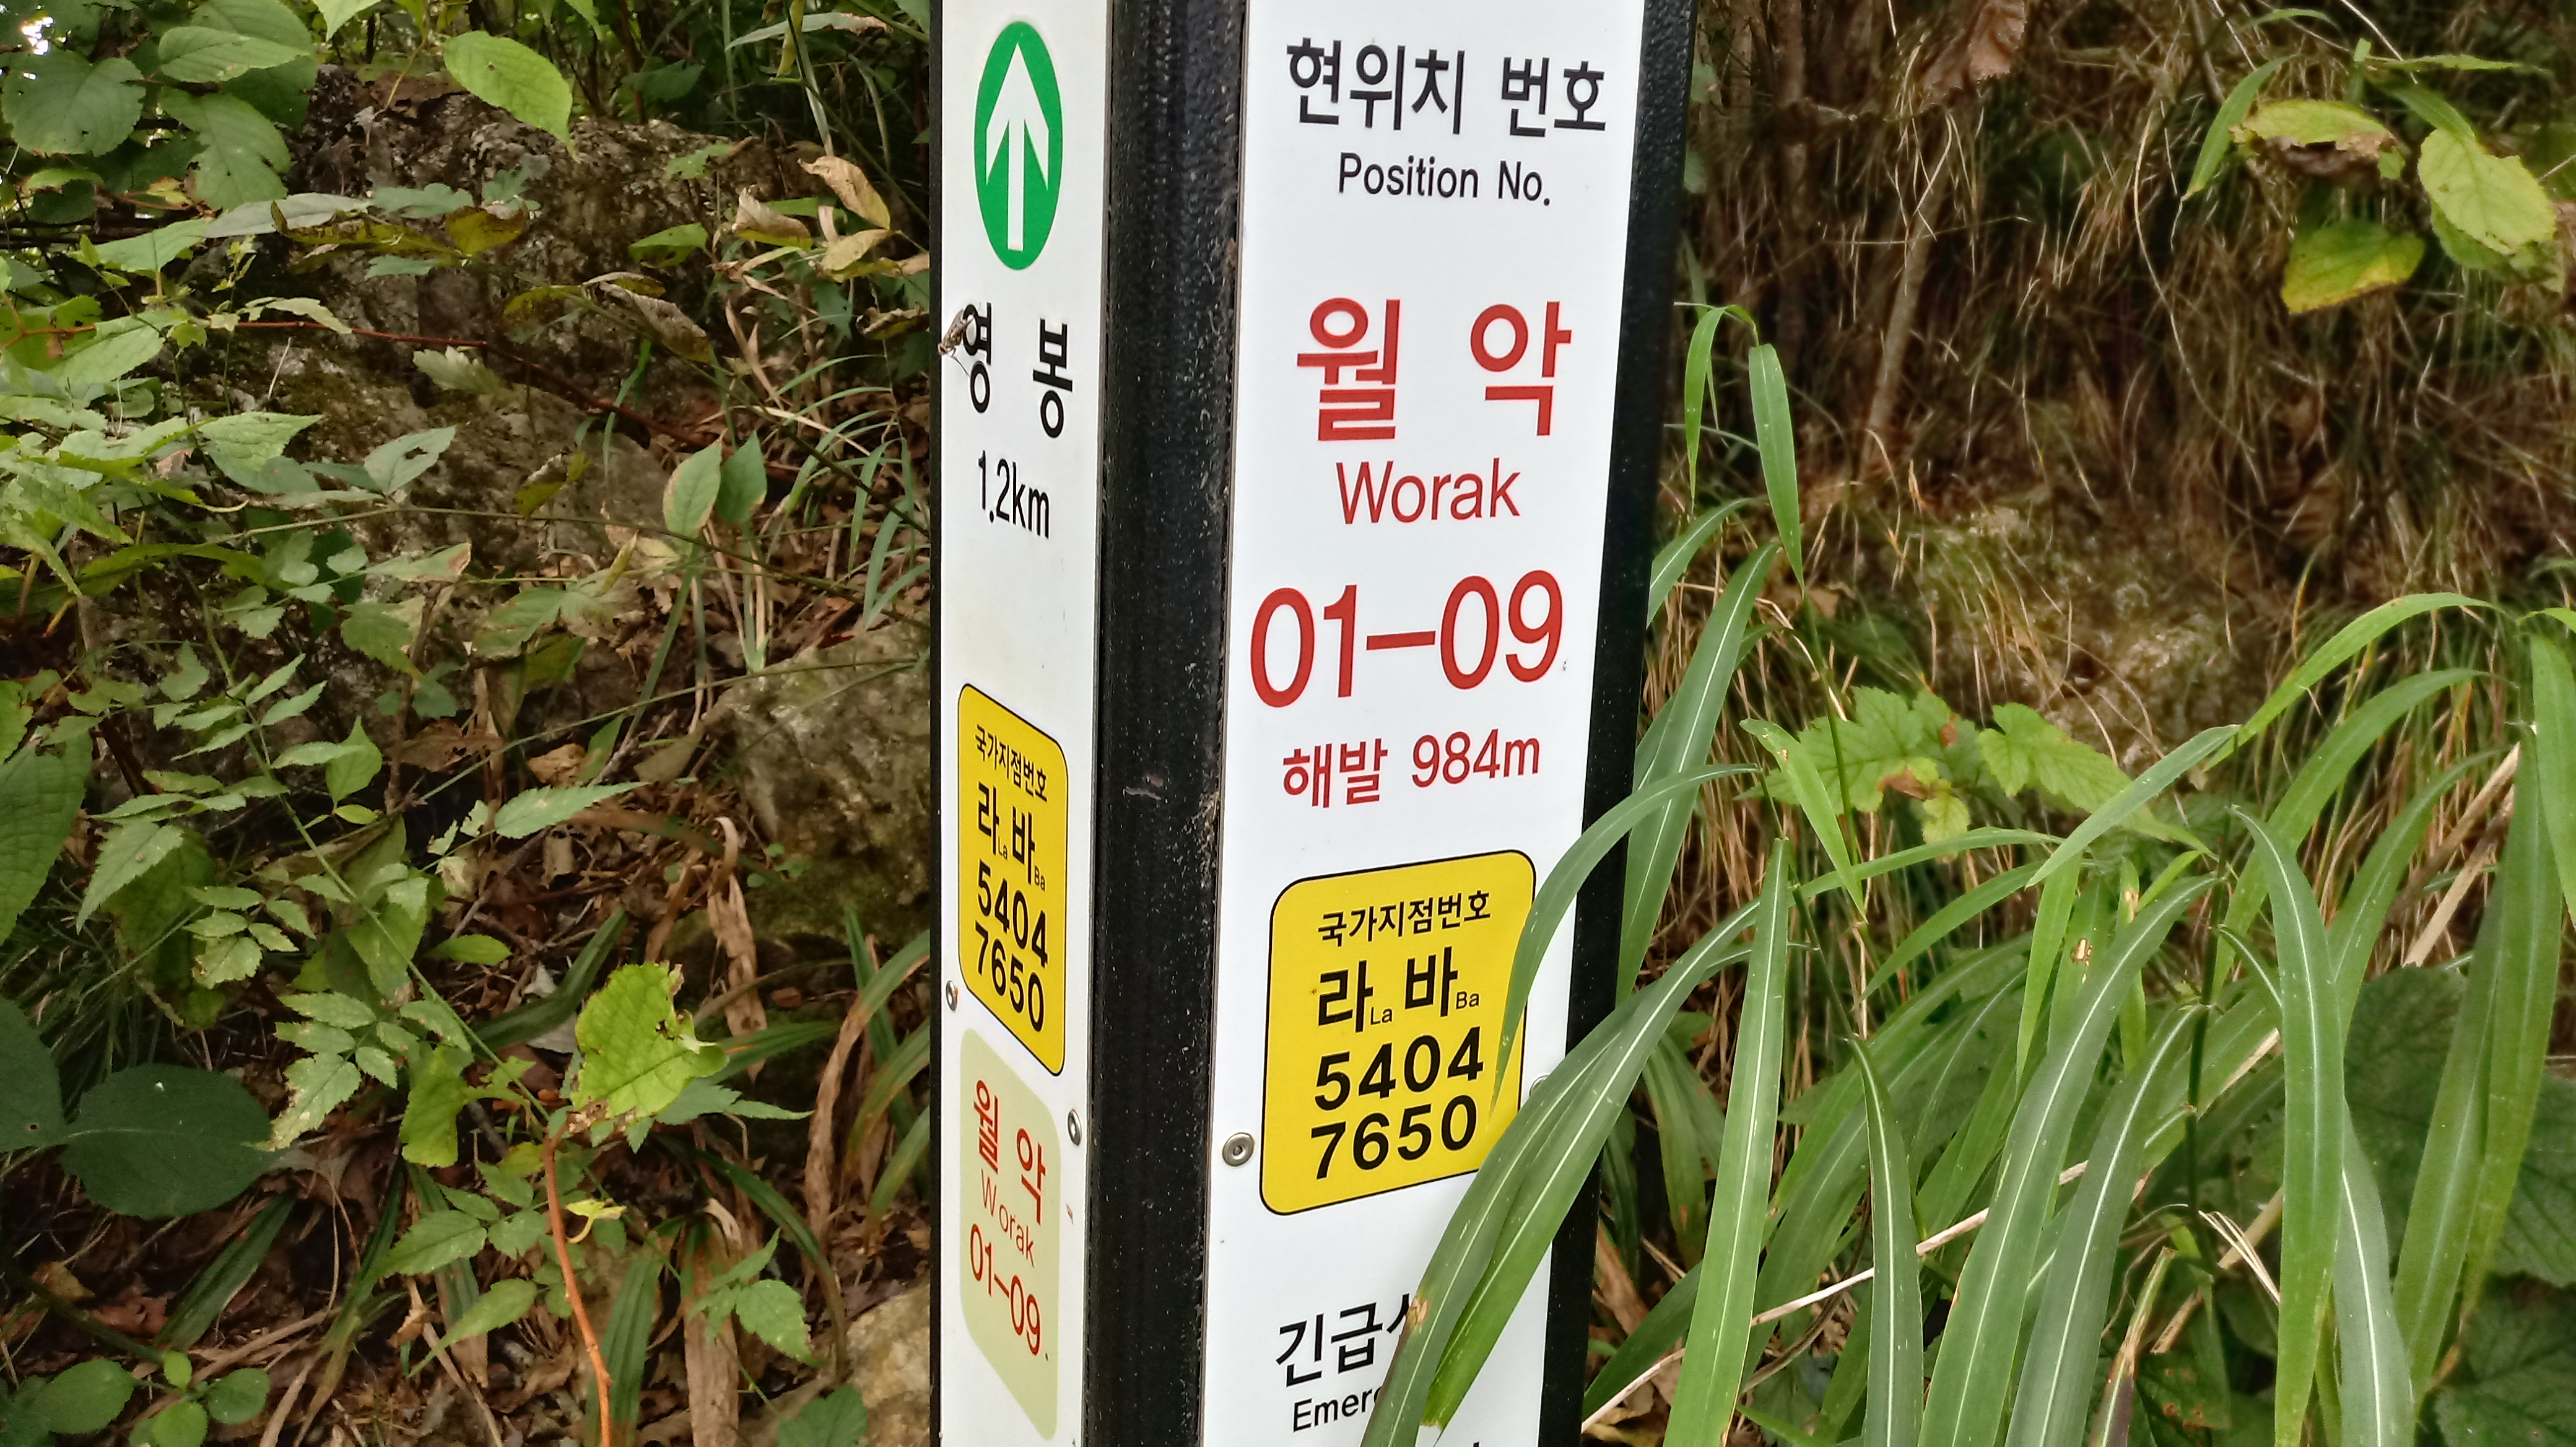 영 봉
1.2km
국가지점번호
라La 바Ba
5404
7650
월 악
Worak
01-09
현위치 번호
Position No.
월 악
Worak
01-09
해발 984m
국가지점번호
라La 바Ba
5404
7650
긴급